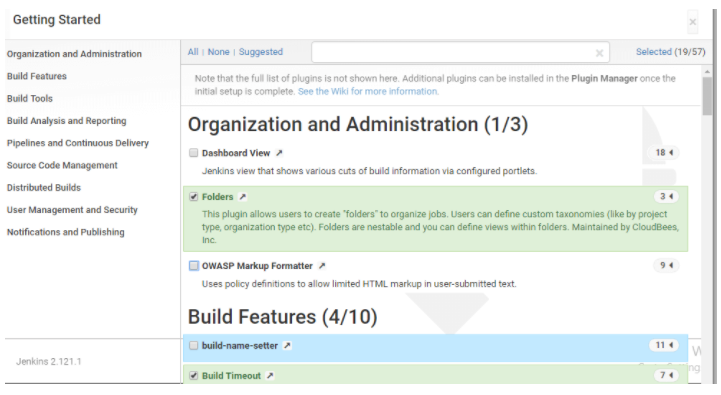 Getting Started
×
Organization and Administration
Build Features
Build Tools
Build Analysis and Reporting
Pipelines and Continuous Delivery
Source Code Management
Distributed Builds
User Management and Security
Notifications and Publishing
All | None | Suggested
×
Selected (19/57)
Note that the full list of plugins is not shown here. Additional plugins can be installed in the Plugin Manager once the
initial setup is complete. See the Wiki for more information.
Organization and Administration (1/3)
Dashboard View
18
Jenkins view that shows various cuts of build information via configured portlets.
Folders
3
This plugin allows users to create "folders" to organize jobs. Users can define custom taxonomies (like by project
type, organization type etc). Folders are nestable and you can define views within folders. Maintained by CloudBees,
Inc.
OWASP Markup Formatter
9
Uses policy definitions to allow limited HTML markup in user-submitted text.
Build Features (4/10)
build-name-setter
11
Build Timeout
7
Jenkins 2.121.1